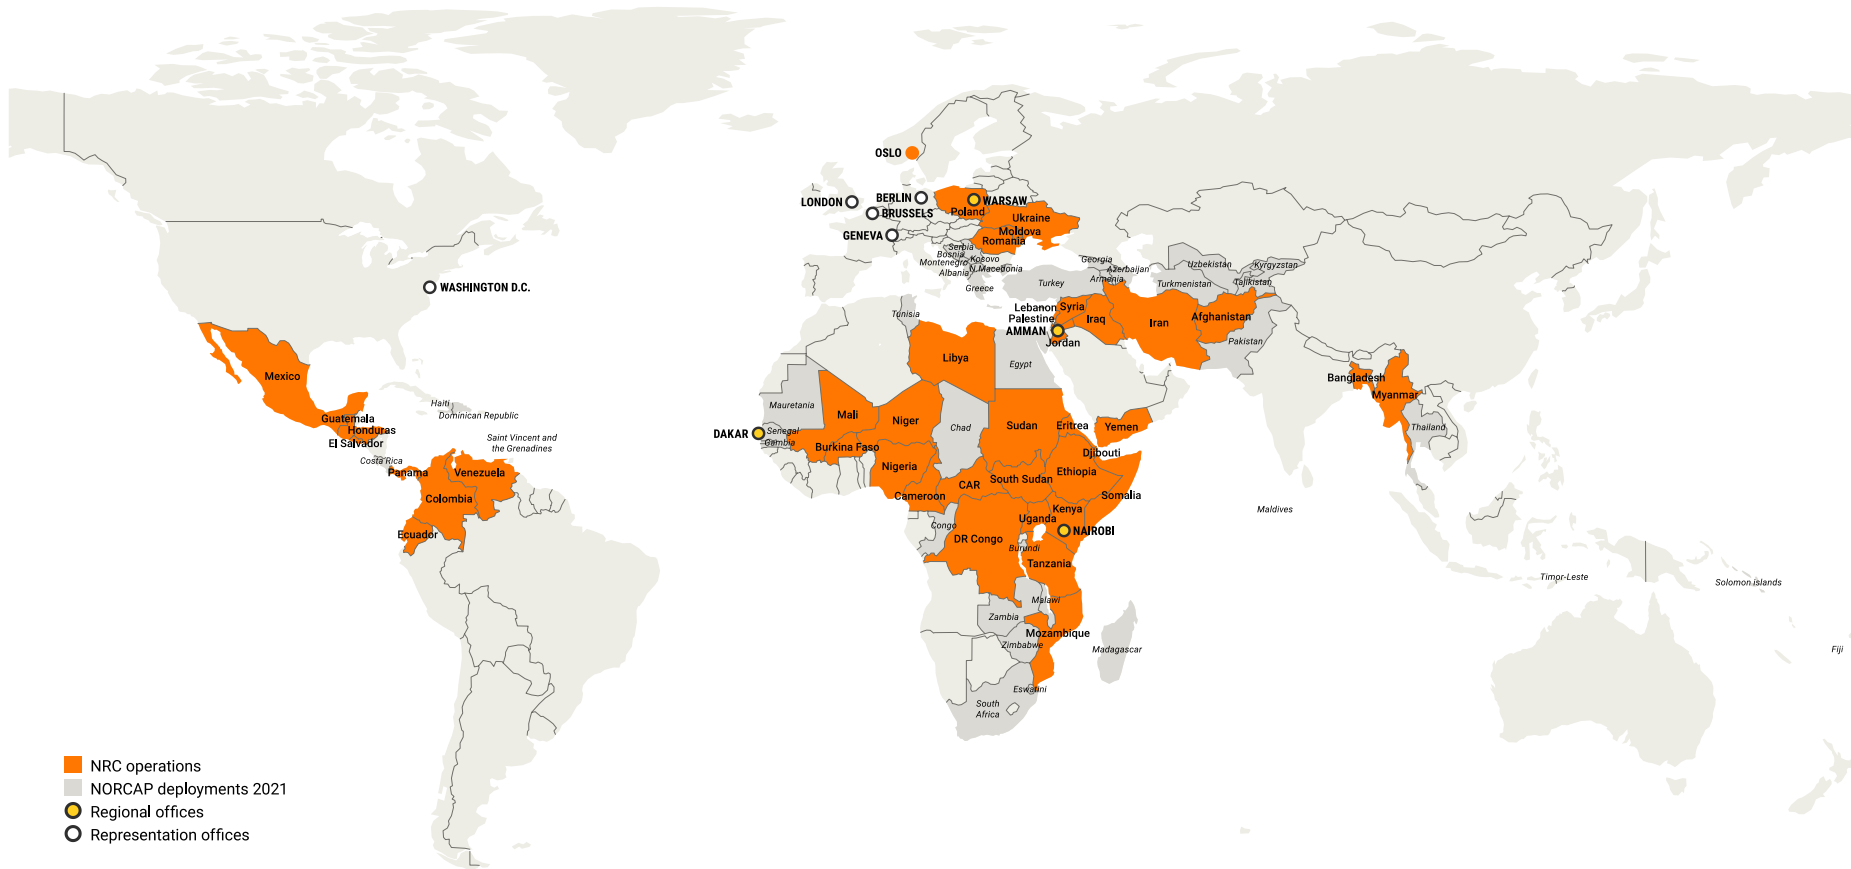 OSLO
LONDON
BERLIN
BRUSSELS
GENEVA
WARSAW
Poland
Ukraine
Moldova
Romania
Serbia
Bosnia
Kosovo
Montenegro
N.Macedonia
Albania
Greece
Georgia
Azerbaijan
Armenia
Turkey
Uzbekistan
Kyrgyzstan
Tajikistan
Turkmenistan
WASHINGTON D.C.
Tunisia
Lebanon
Syria
Palestine
Iraq
AMMAN
Jordan
Iran
Afghanistan
Pakistan
Libya
Egypt
Mexico
Guatemala
Honduras
El Salvador
Haiti
Dominican Republic
Saint Vincent and
the Grenadines
Costa Rica
Panama
Venezuela
Colombia
Ecuador
Mauretania
Mali
Niger
Chad
Sudan
Eritrea
Yemen
DAKAR
Senegal
Gambia
Burkina Faso
Nigeria
Cameroon
CAR
South Sudan
Ethiopia
Djibouti
Somalia
Kenya
Uganda
NAIROBI
Congo
DR Congo
Burundi
Tanzania
Malawi
Zambia
Mozambique
Zimbabwe
Madagascar
Eswatini
South
Africa
Bangladesh
Myanmar
Thailand
Maldives
Timor-Leste
Solomon islands
Fiji
NRC operations
NORCAP deployments 2021
Regional offices
Representation offices